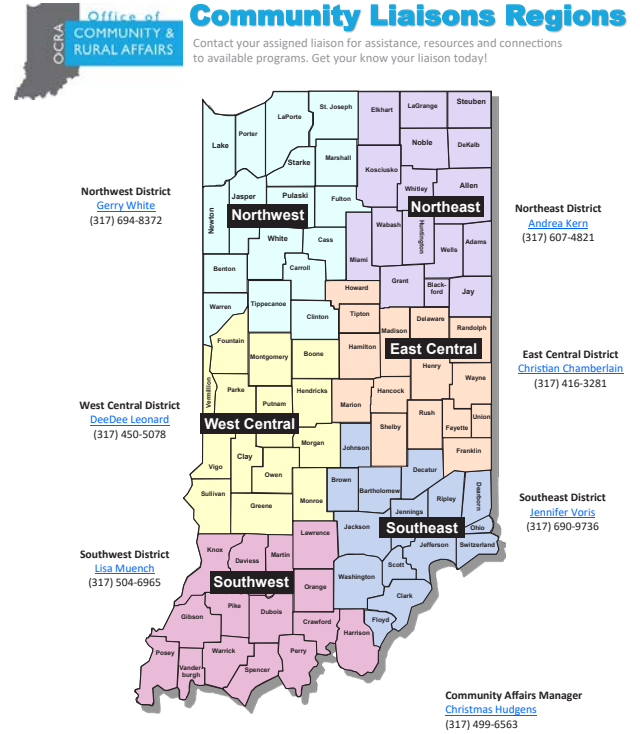 Office of
COMMUNITY &
RURAL AFFAIRS
OCRA
Community Liaisons Regions
Contact your assigned liaison for assistance, resources and connections
to available programs. Get your know your liaison today!
Northwest District
Gerry White
(317) 694-8372
West Central District
DeeDee Leonard
(317) 450-5078
Southwest District
Lisa Muench
(317) 504-6965
Northeast District
Andrea Kern
(317) 607-4821
East Central District
Christian Chamberlain
(317) 416-3281
Southeast District
Jennifer Voris
(317) 690-9736
Community Affairs Manager
Christmas Hudgens
(317) 499-6563
Northwest
Lake
Porter
LaPorte
St. Joseph
Starke
Marshall
Newton
Jasper
Pulaski
Fulton
White
Cass
Benton
Carroll
Warren
Tippecanoe
Clinton
Northeast
Elkhart
LaGrange
Steuben
Noble
DeKalb
Kosciusko
Whitley
Allen
Wabash
Huntington
Miami
Wells
Adams
Grant
Black-
ford
Jay
East Central
Howard
Tipton
Madison
Delaware
Randolph
Hamilton
Henry
Wayne
Hancock
Marion
Rush
Fayette
Union
Shelby
Franklin
West Central
Fountain
Montgomery
Boone
Vermillion
Parke
Putnam
Hendricks
Morgan
Vigo
Clay
Owen
Sullivan
Greene
Monroe
Southeast
Johnson
Brown
Bartholomew
Decatur
Jennings
Ripley
Dearborn
Ohio
Jackson
Jefferson
Switzerland
Scott
Washington
Clark
Floyd
Southwest
Lawrence
Knox
Daviess
Martin
Orange
Gibson
Pike
Dubois
Crawford
Harrison
Posey
Vander-
burgh
Warrick
Spencer
Perry